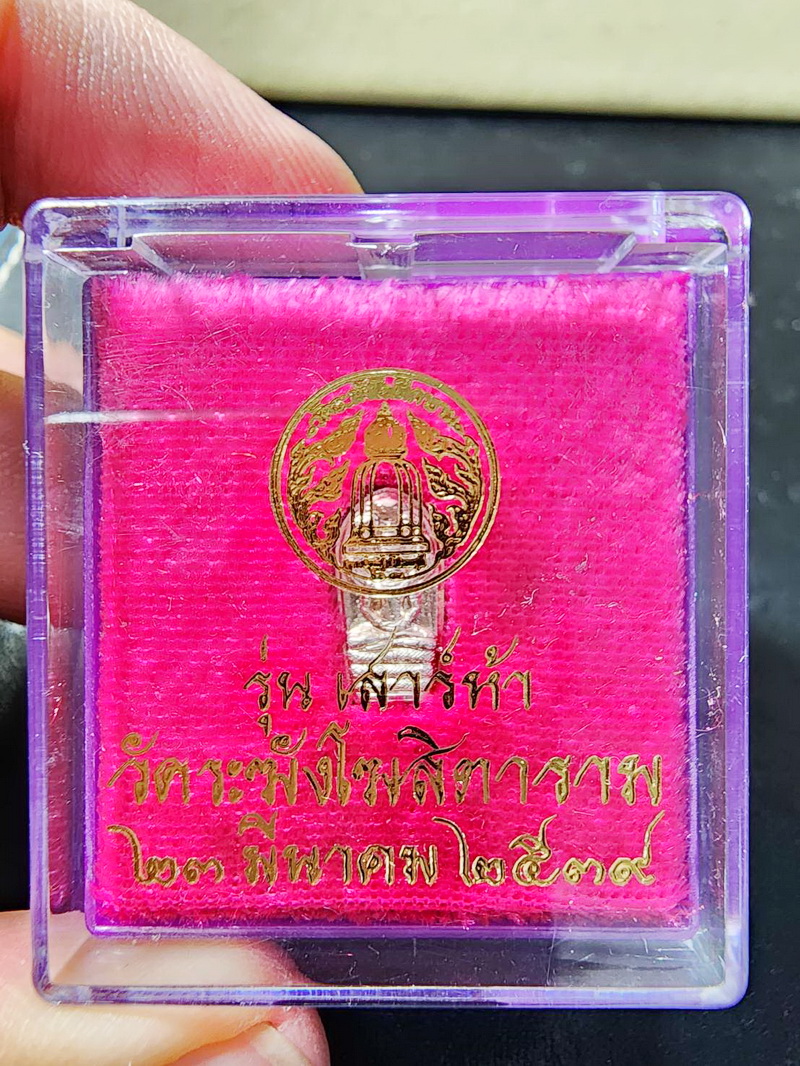 รุ่น เสาร์ห้า
วัดระฆังโฆสิตาราม
๒๓ มีนาคม ๒๕๓๙